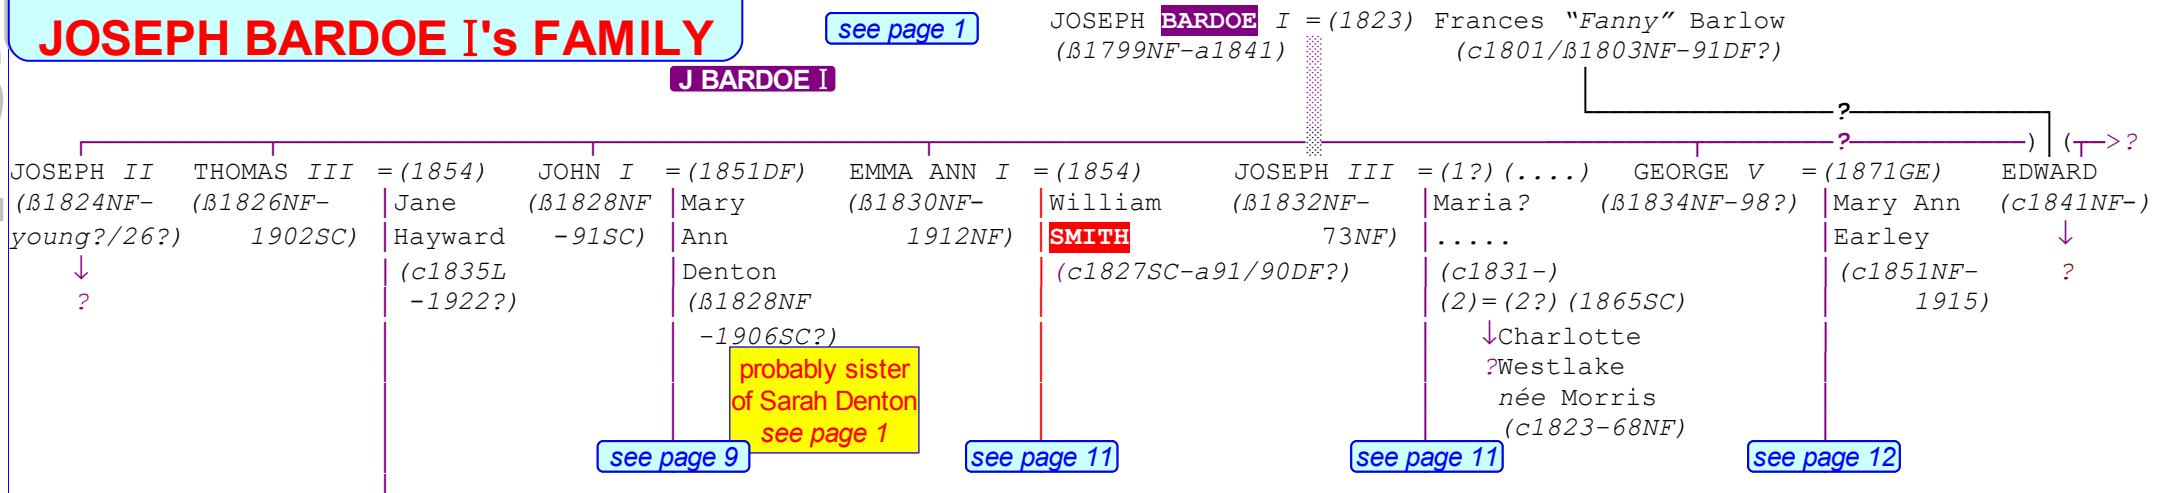 JOSEPH BARDOE I's FAMILY
see page 1
JOSEPH BARDOE I =(1823) Frances "Fanny" Barlow
(ß1799NF-a1841) (c1801/ß1803NF-91DF?)
J BARDOE I
?
? ) (->?
JOSEPH II THOMAS III =(1854) JOHN I =(1851DF) EMMA ANN I =(1854) JOSEPH III =(1?)(....) GEORGE V =(1871GE) EDWARD
(ß1824NF- (ß1826NF- Jane (ß1828NF Mary (ß1830NF- William (ß1832NF- Maria? (ß1834NF-98?) Mary Ann (c1841NF-)
young?/26?) 1902SC) Hayward -91SC) Ann 1912NF) SMITH 73NF) ..... Earley ↓
↓ (c1835L Denton (c1827SC-a91/90DF?) (c1831-) (c1851NF- ?
? -1922?) (ß1828NF (2)=(2?)(1865SC) 1915)
-1906SC?) ↓Charlotte
probably sister ?Westlake
of Sarah Denton née Morris
see page 1 (c1823-68NF)
see page 9 see page 11 see page 11 see page 12